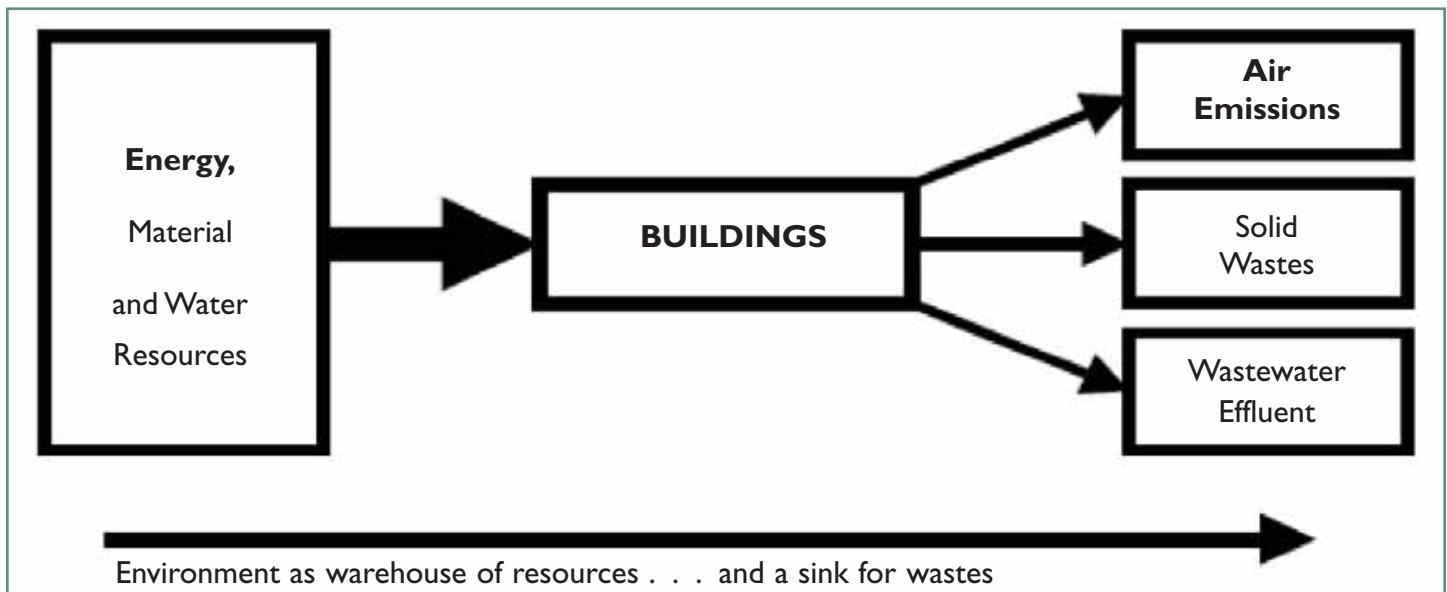 Energy,
Material
and Water
Resources
BUILDINGS
Air
Emissions
Solid
Wastes
Wastewater
Effluent
Environment as warehouse of resources . . . and a sink for wastes